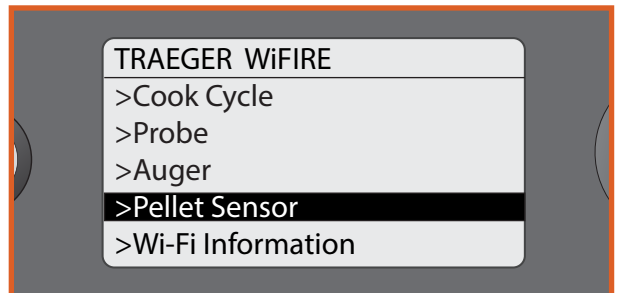 TRAEGER WiFIRE
>Cook Cycle
>Probe
>Auger
>Pellet Sensor
>Wi-Fi Information